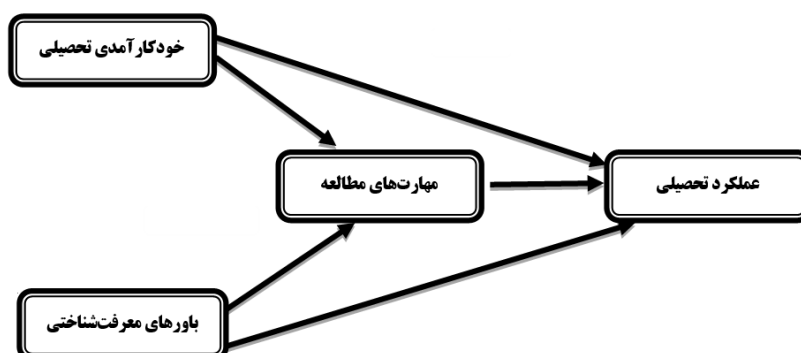 خودکارآمدی تحصیلی
مهارت‌های مطالعه
عملکرد تحصیلی
باورهای معرفت‌شناختی